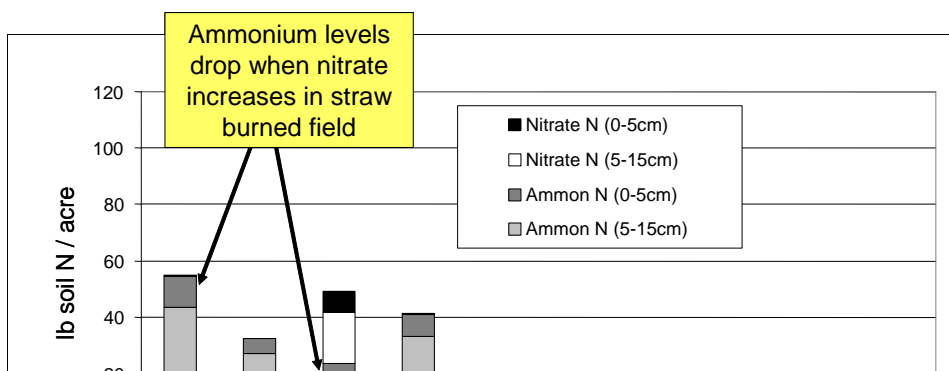 Ammonium levels
drop when nitrate
increases in straw
burned field
120
100
80
60
40
lb soil N / acre
Nitrate N (0-5cm)
Nitrate N (5-15cm)
Ammon N (0-5cm)
Ammon N (5-15cm)